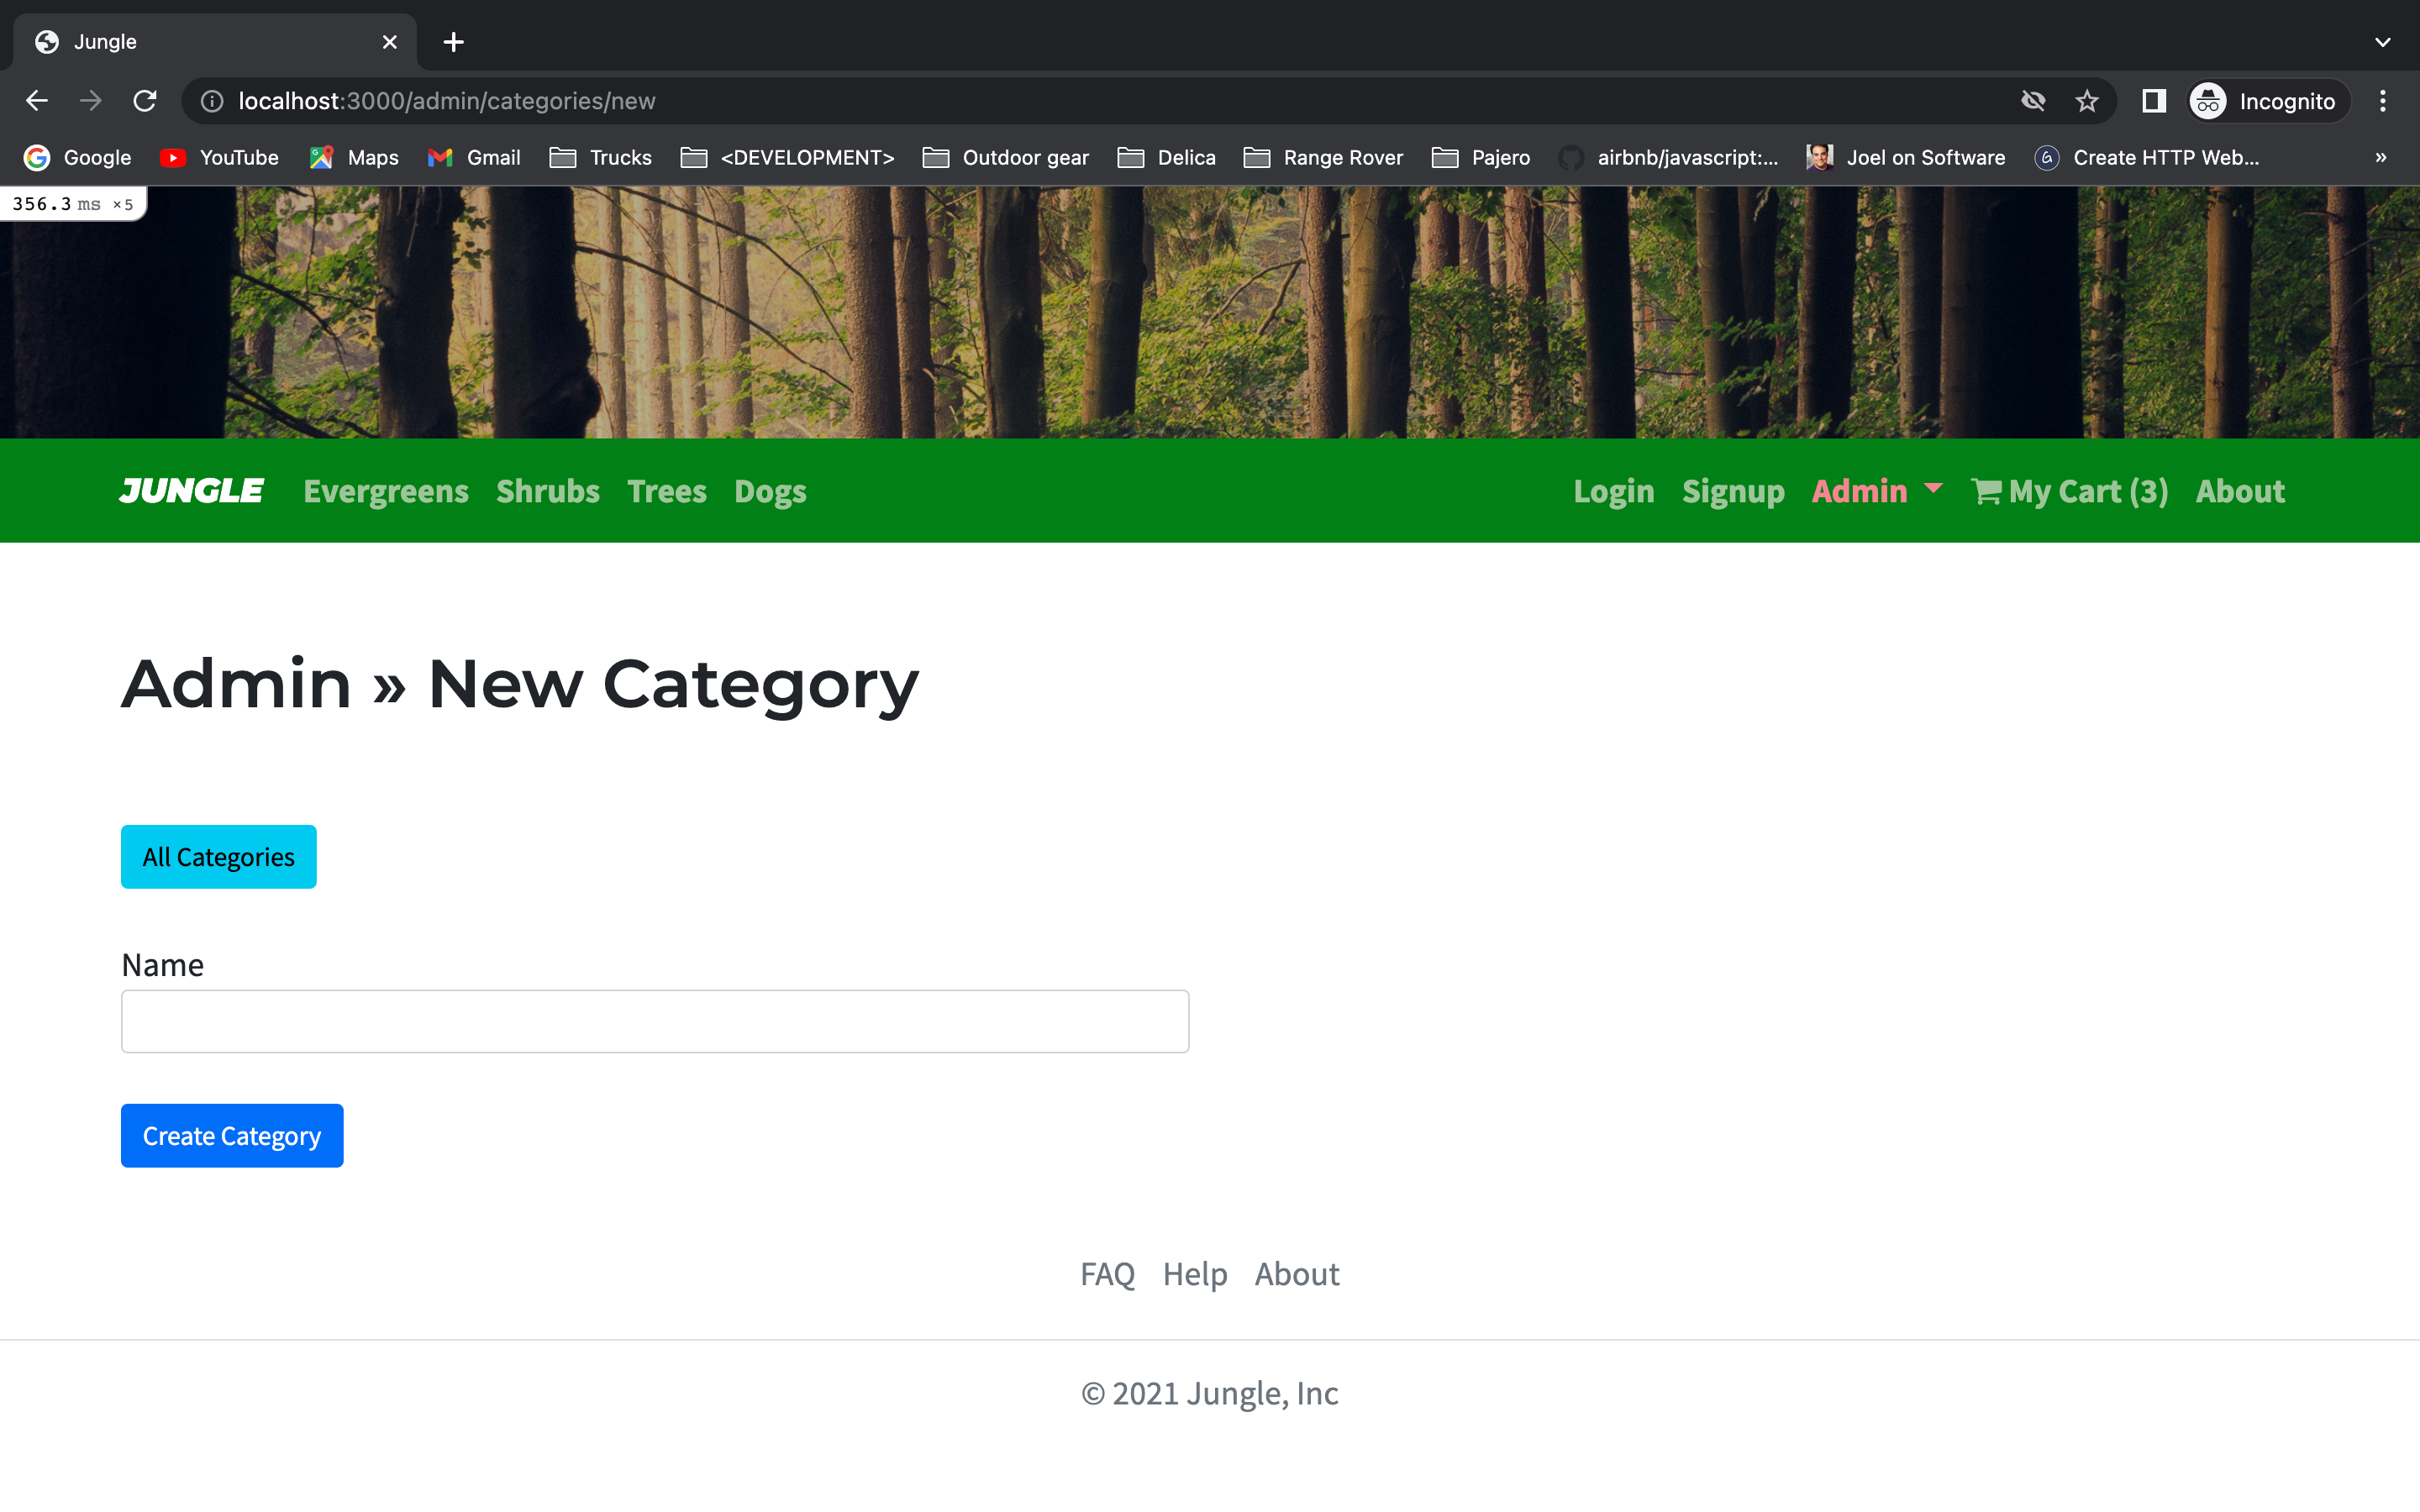 Jungle
localhost:3000/admin/categories/new
Incognito
Google YouTube Maps Gmail Trucks <DEVELOPMENT> Outdoor gear Delica Range Rover Pajero airbnb/javascript:... Joel on Software Create HTTP Web... »
356.3 ms ×5
JUNGLE Evergreens Shrubs Trees Dogs Login Signup Admin My Cart (3) About
Admin » New Category
All Categories
Name
Create Category
FAQ Help About
© 2021 Jungle, Inc